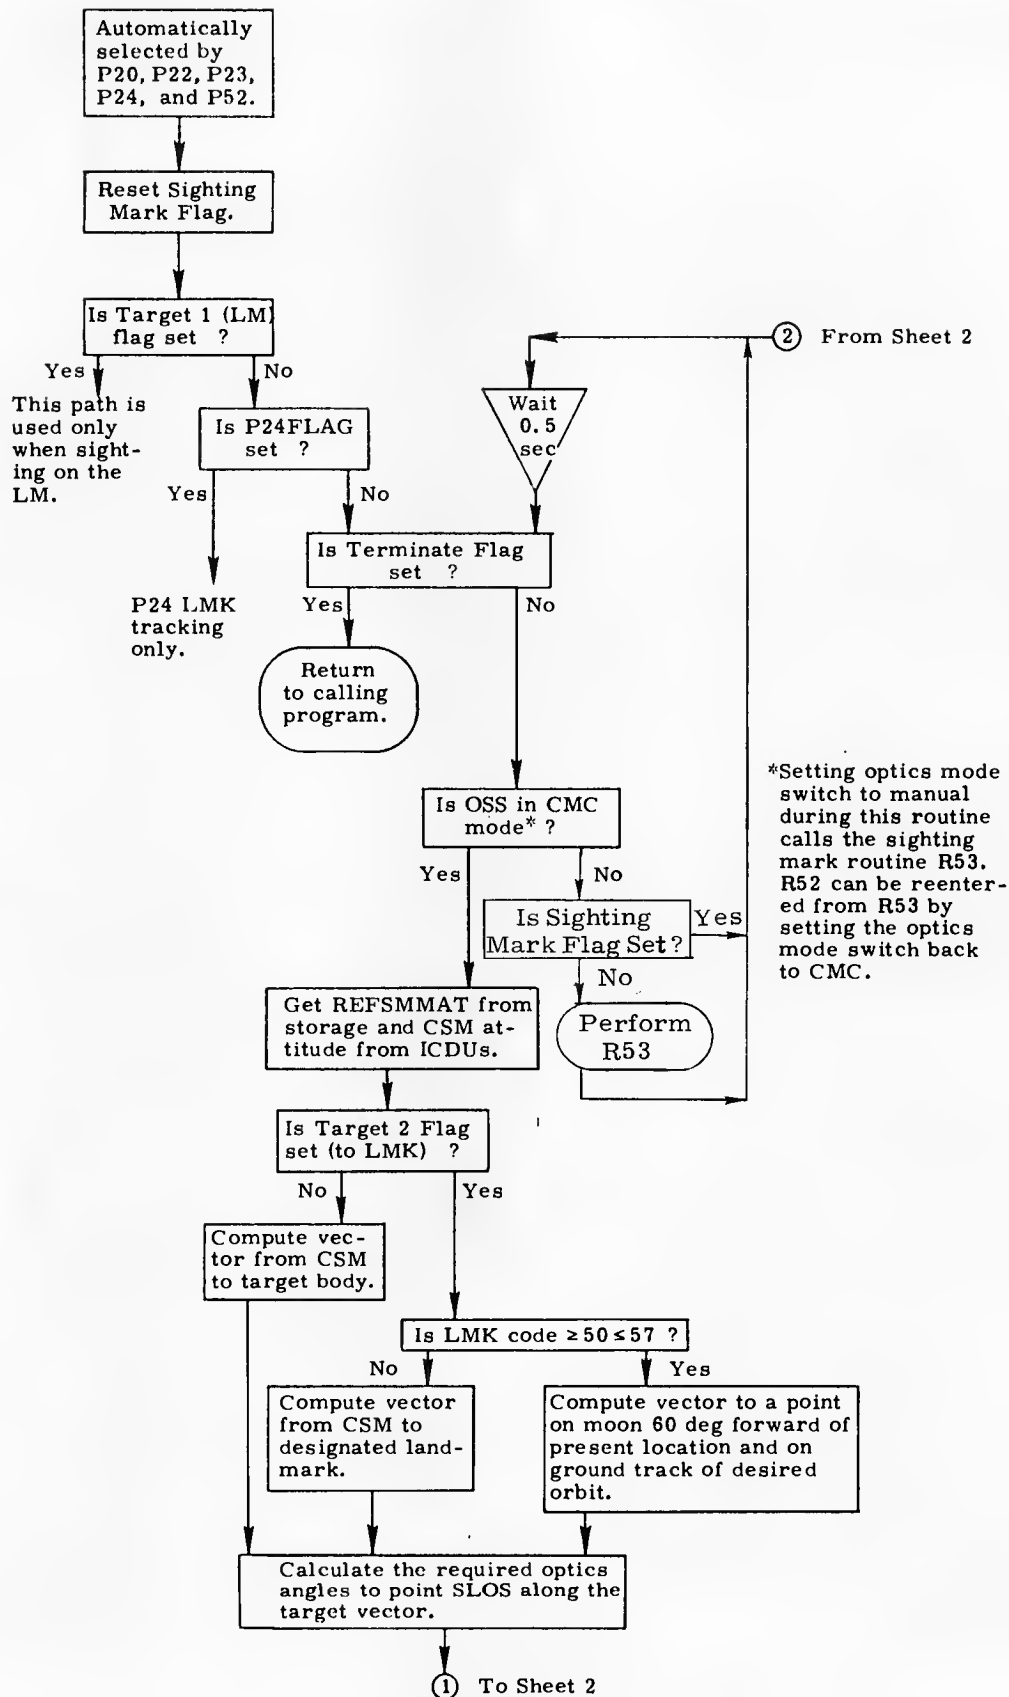 Automatically
selected by
P20, P22, P23,
P24, and P52.
Reset Sighting
Mark Flag.
Is Target 1 (LM)
flag set ?
Yes
No
This path is
used only
when sight-
ing on the
LM.
Is P24FLAG
set ?
Yes
No
P24 LMK
tracking
only.
2 From Sheet 2
Wait
0.5
sec
Is Terminate Flag
set ?
Yes
No
Return
to calling
program.
Is OSS in CMC
mode* ?
Yes
No
*Setting optics mode
switch to manual
during this routine
calls the sighting
mark routine R53.
R52 can be reenter-
ed from R53 by
setting the optics
mode switch back
to CMC.
Is Sighting
Mark Flag Set?
Yes
No
Perform
R53
Get REFSMMAT from
storage and CSM at-
titude from ICDUs.
Is Target 2 Flag
set (to LMK) ?
No
Yes
Compute vec-
tor from CSM
to target body.
Is LMK code ≥50≤57 ?
No
Yes
Compute vector
from CSM to
designated land-
mark.
Compute vector to a point
on moon 60 deg forward of
present location and on
ground track of desired
orbit.
Calculate the required optics
angles to point SLOS along the
target vector.
1 To Sheet 2